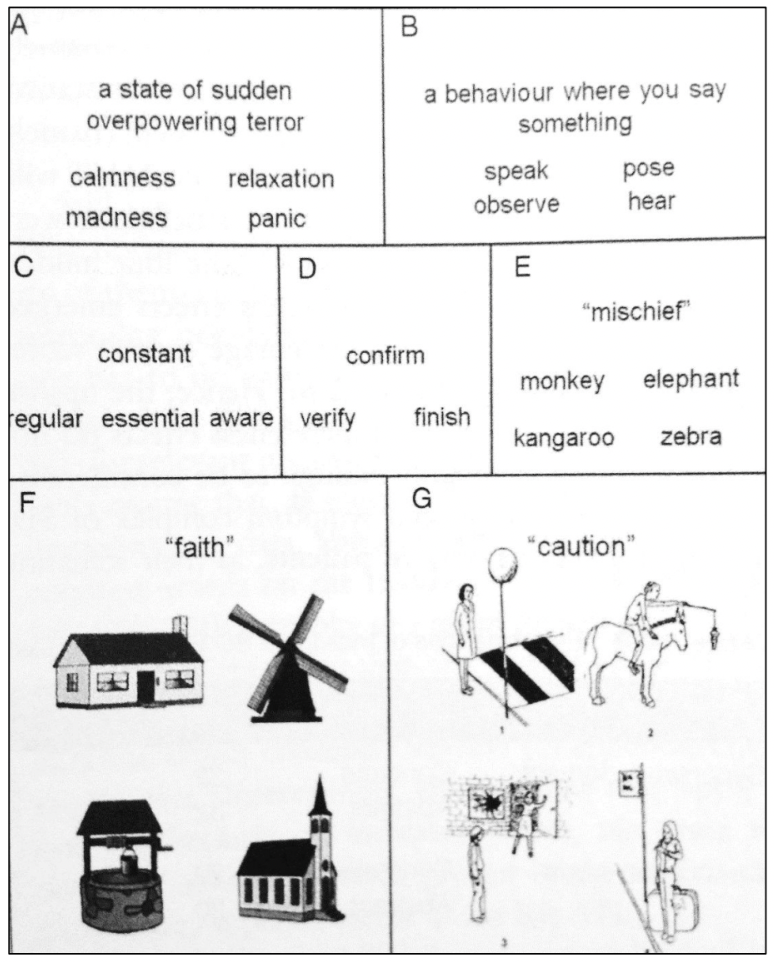 A
a state of sudden
overpowering terror
calmness relaxation
madness panic
B
a behaviour where you say
something
speak pose
observe hear
C
constant
regular essential aware
D
confirm
verify finish
E
"mischief"
monkey elephant
kangaroo zebra
F
"faith"
G
"caution"
1
2
3